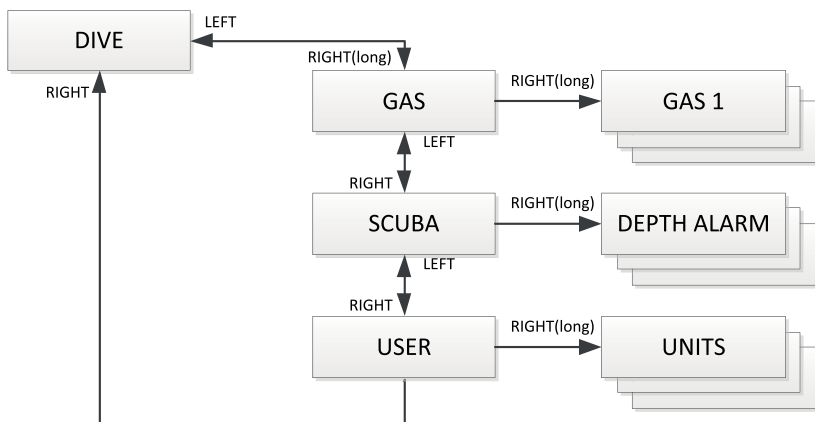 DIVE
LEFT
RIGHT(long)
RIGHT
GAS
RIGHT(long)
GAS 1
LEFT
RIGHT
SCUBA
RIGHT(long)
DEPTH ALARM
LEFT
RIGHT
USER
RIGHT(long)
UNITS